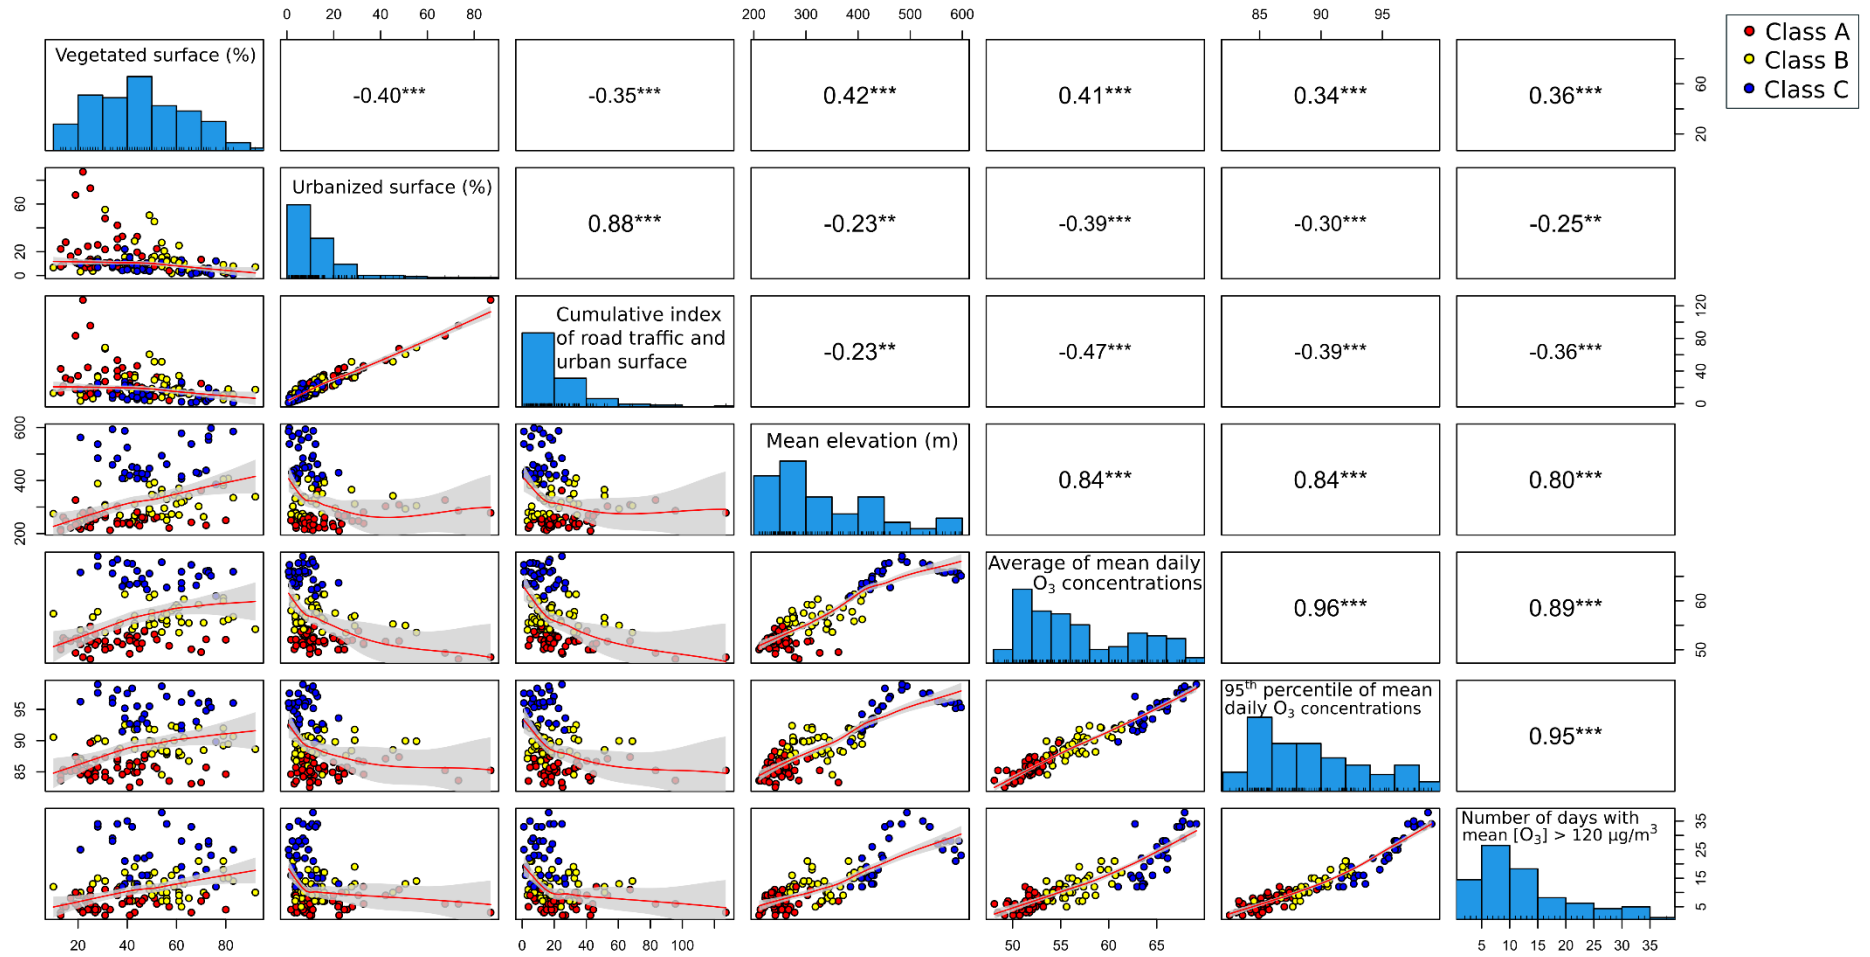 0 20 40 60 80
200 300 400 500 600
85 90 95
Class A
Class B
Class C
Vegetated surface (%)
-0.40***
-0.35***
0.42***
0.41***
0.34***
0.36***
20 60
0 20 60
Urbanized surface (%)
0.88***
-0.23**
-0.39***
-0.30***
-0.25**
Cumulative index
of road traffic and
urban surface
-0.23**
-0.47***
-0.39***
-0.36***
0 40 80 120
200 400 600
Mean elevation (m)
0.84***
0.84***
0.80***
Average of mean daily
O₃ concentrations
0.96***
0.89***
50 60
85 90 95
95ᵗʰ percentile of mean
daily O₃ concentrations
0.95***
Number of days with
mean [O₃] > 120 µg/m³
5 15 25 35
20 40 60 80
0 20 40 60 80 100
50 55 60 65
5 10 15 20 25 30 35